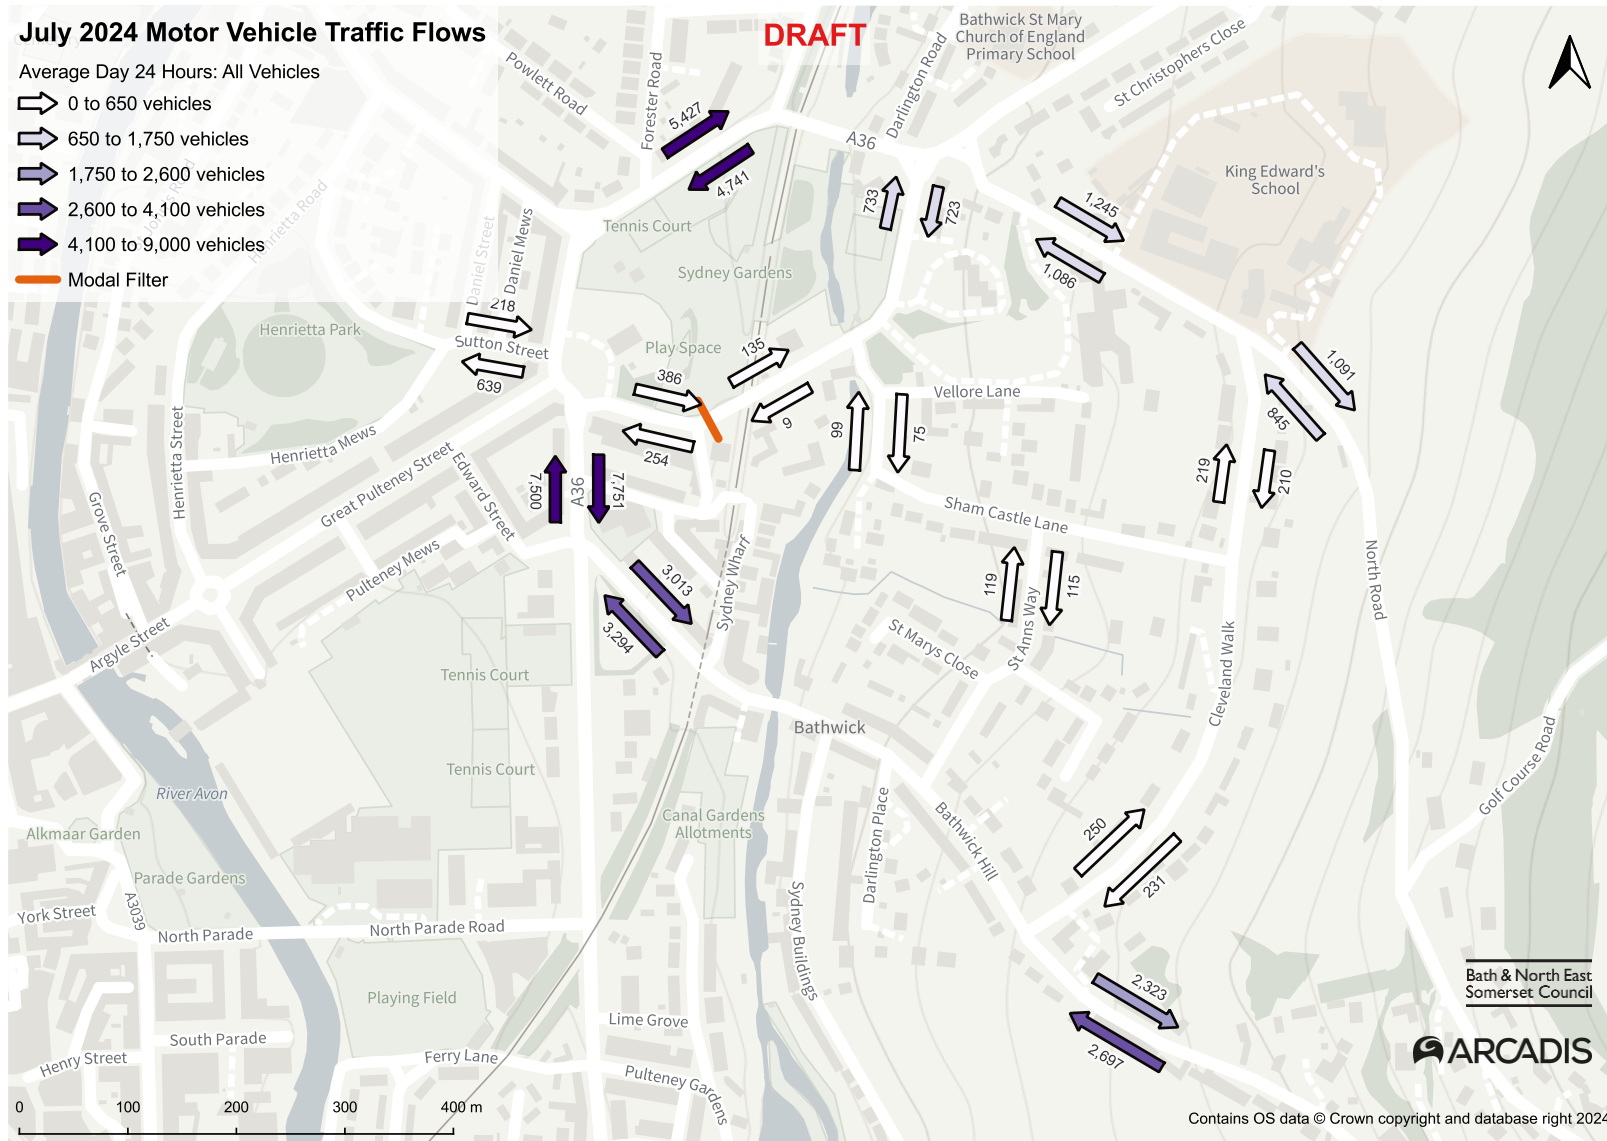 July 2024 Motor Vehicle Traffic Flows
Average Day 24 Hours: All Vehicles
0 to 650 vehicles
650 to 1,750 vehicles
1,750 to 2,600 vehicles
2,600 to 4,100 vehicles
4,100 to 9,000 vehicles
Modal Filter
DRAFT
Bathwick St Mary
Church of England
Primary School
Darlington Road
St Christophers Close
Powlett Road
Forester Road
5,427
4,741
A36
King Edward's
School
733
723
1,245
1,086
Henrietta Road
Daniel Street
Daniel Mews
Tennis Court
Sydney Gardens
218
Henrietta Park
Sutton Street
639
Play Space
135
386
9
254
Vellore Lane
99
75
1,091
845
Henrietta Street
Henrietta Mews
Great Pulteney Street
Edward Street
7,500
A36
7,751
219
210
Grove Street
Sham Castle Lane
Pulteney Mews
3,013
3,294
Sydney Wharf
119
115
North Road
St Marys Close
St Anns Way
Argyle Street
Tennis Court
Cleveland Walk
Bathwick
Tennis Court
River Avon
Golf Course Road
Alkmaar Garden
Canal Gardens
Allotments
Darlington Place
Bathwick Hill
250
231
Parade Gardens
A3039
York Street
North Parade
North Parade Road
Sydney Buildings
Playing Field
2,323
2,697
Bath & North East
Somerset Council
Lime Grove
South Parade
Henry Street
Ferry Lane
Pulteney Gardens
ARCADIS
0 100 200 300 400 m
Contains OS data © Crown copyright and database right 2024